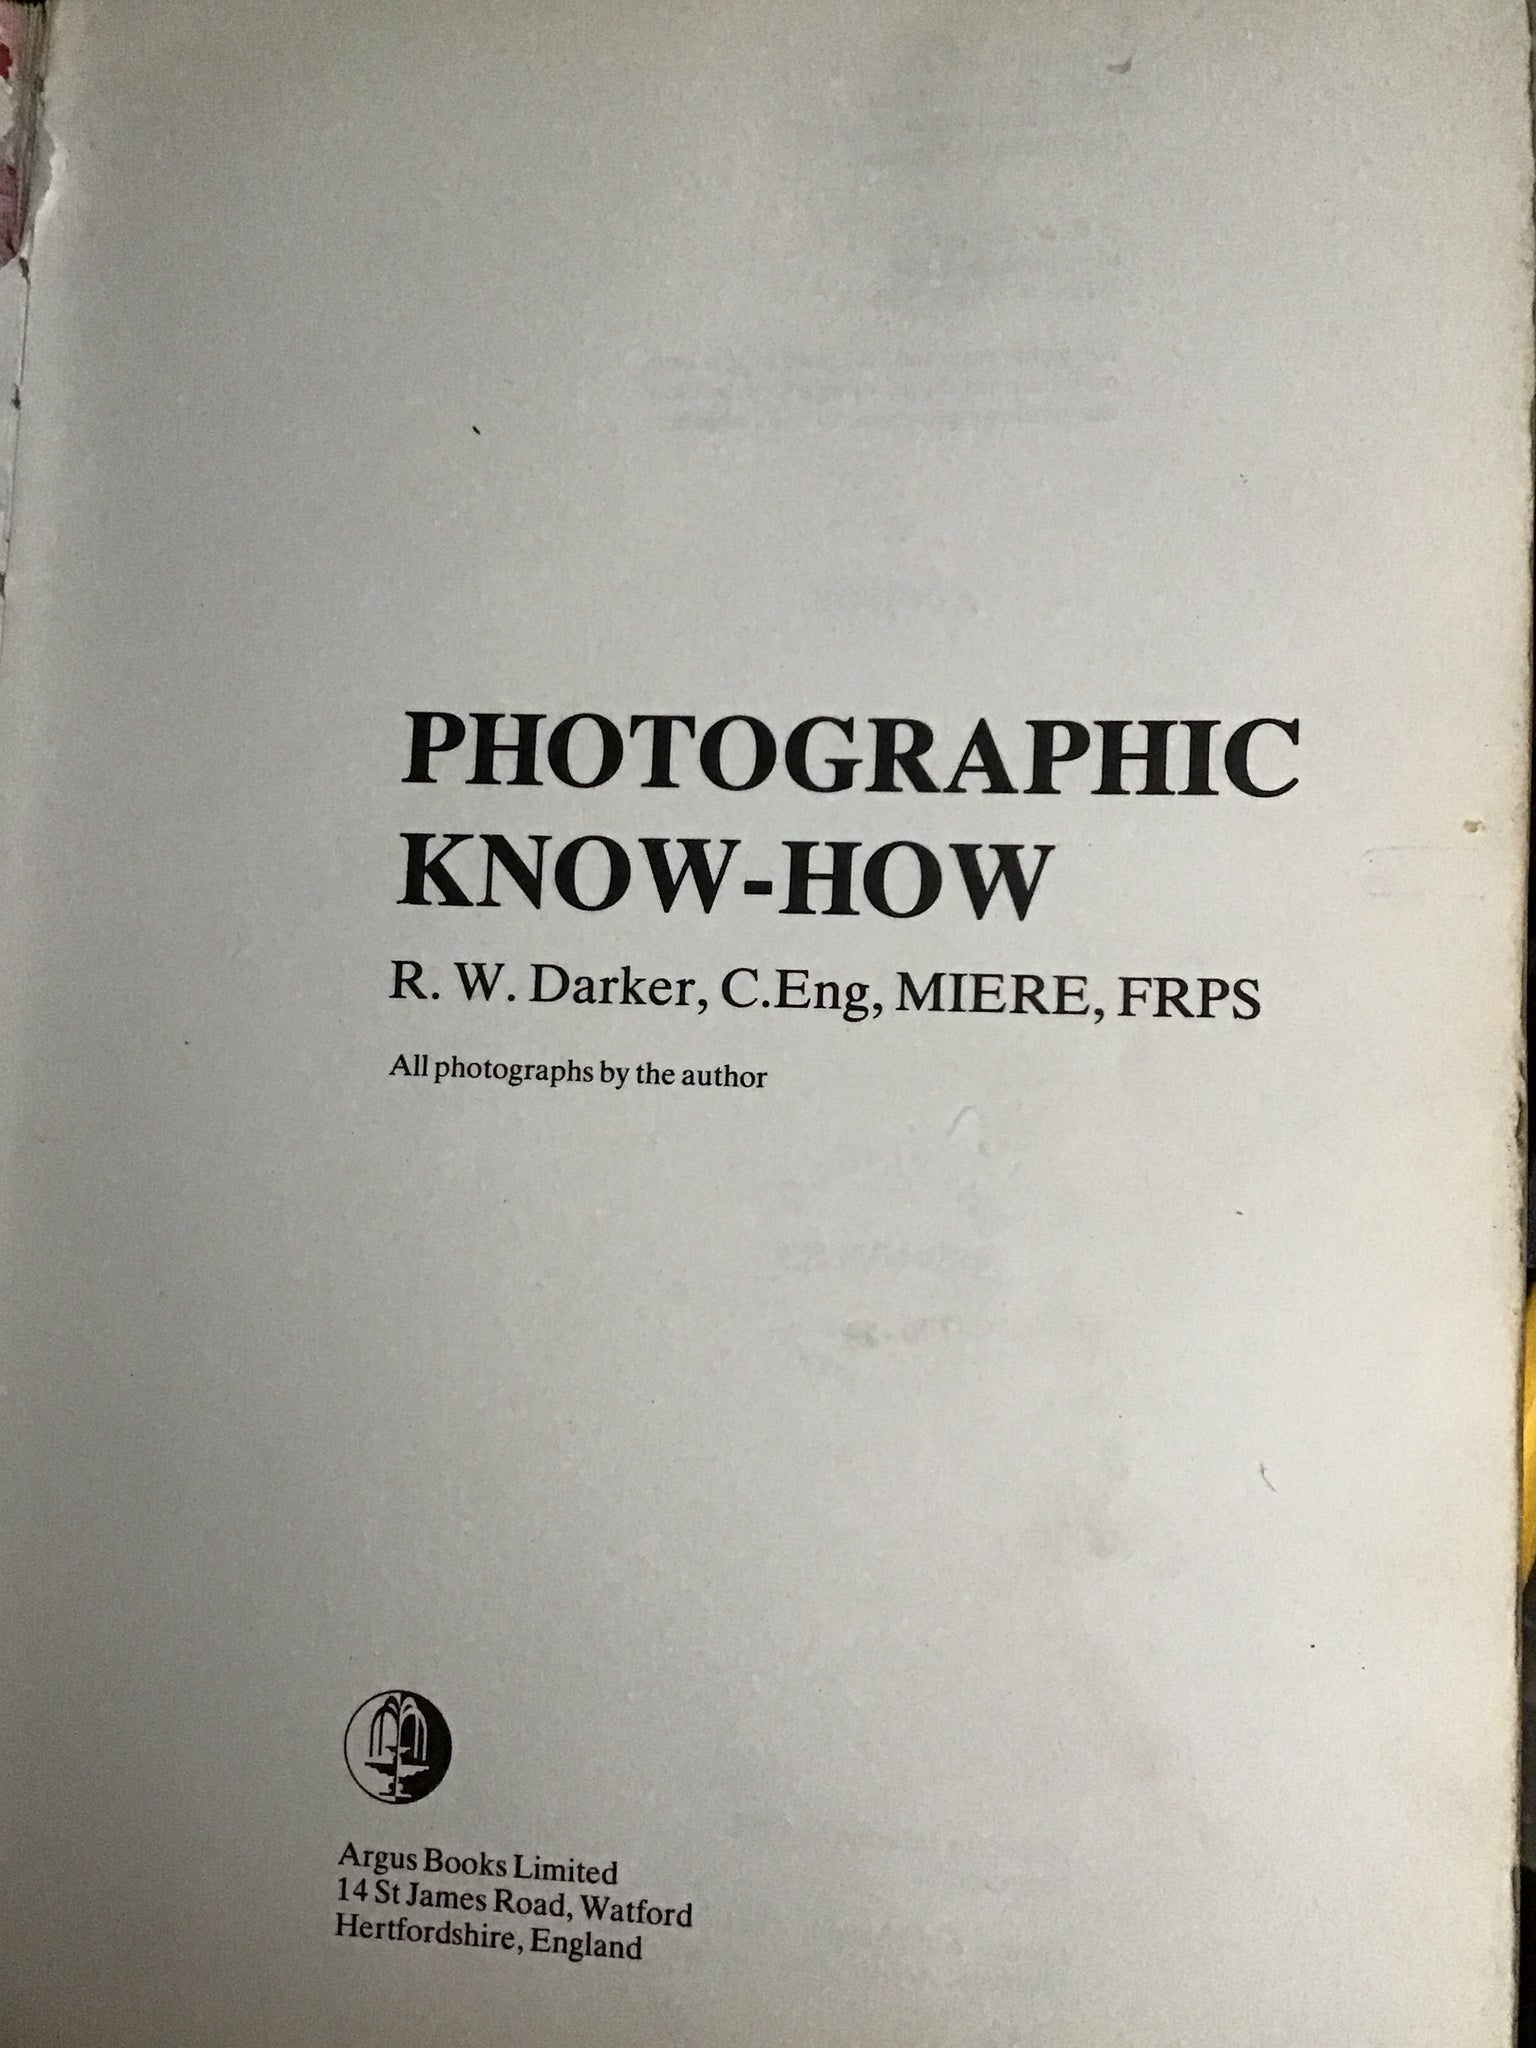 PHOTOGRAPHIC
KNOW-HOW
R. W. Darker, C.Eng, MIERE, FRPS
All photographs by the author
Argus Books Limited
14 St James Road, Watford
Hertfordshire, England